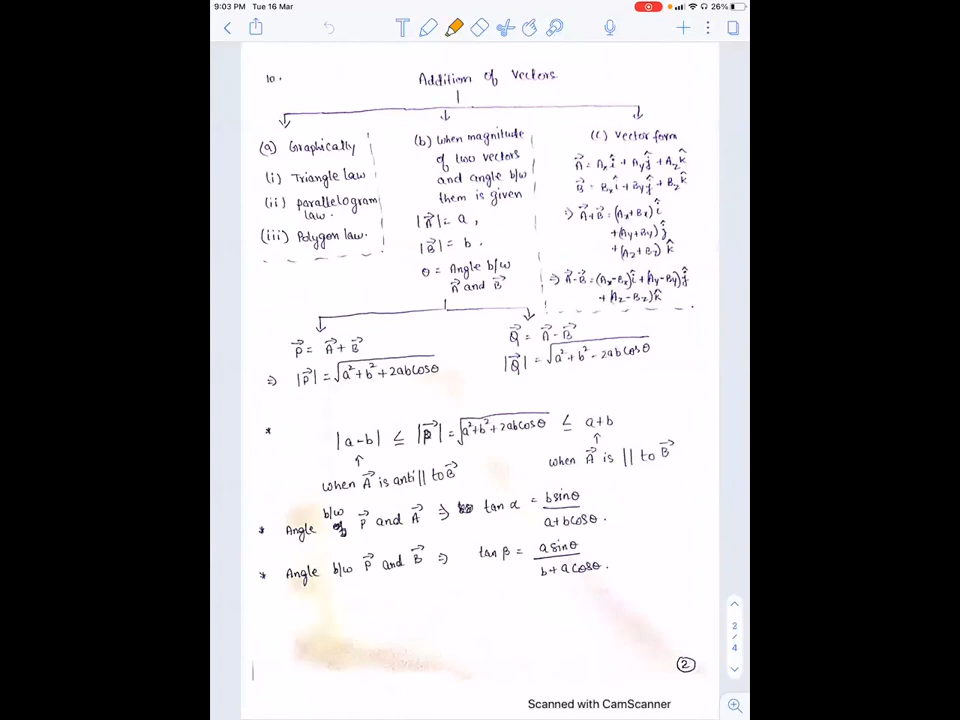 9:03 PM Tue 16 Mar
26%
T
10.
Addition of Vectors
(a) Graphically
(i) Triangle law
(ii) parallelogram
law.
(iii) Polygon law.
(b) When magnitude
of two vectors
and angle b/w
them is given
|A⃗| = a,
|B⃗| = b.
θ = Angle b/w
A⃗ and B⃗
(c) Vector form
A⃗ = Axî + Ayĵ + Azk̂
B⃗ = Bxî + Byĵ + Bzk̂
⇒ A⃗+B⃗ = (Ax+Bx)î
+(Ay+By)ĵ
+(Az+Bz)k̂
⇒ A⃗-B⃗ = (Ax-Bx)î + (Ay-By)ĵ
+(Az-Bz)k̂
P⃗ = A⃗ + B⃗
⇒ |P⃗| = √(a²+b²+2abcosθ)
Q⃗ = A⃗ - B⃗
|Q⃗| = √(a²+b²-2abcosθ)
* |a-b| ≤ |P⃗| = √(a²+b²+2abcosθ) ≤ a+b
↑
when A⃗ is anti|| to B⃗
↑
when A⃗ is || to B⃗
* Angle b/w P⃗ and A⃗ ⇒ tan α = bsinθ / a+bcosθ.
* Angle b/w P⃗ and B⃗ ⇒ tan β = asinθ / b+acosθ.
2
Scanned with CamScanner
2
/
4